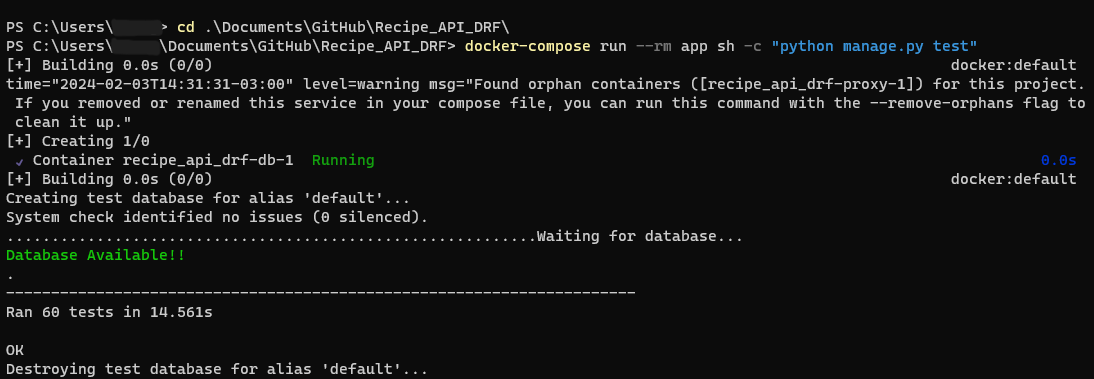 PS C:\Users\> cd .\Documents\GitHub\Recipe_API_DRF\
PS C:\Users\\Documents\GitHub\Recipe_API_DRF> docker-compose run --rm app sh -c "python manage.py test"
[+] Building 0.0s (0/0) docker:default
time="2024-02-03T14:31:31-03:00" level=warning msg="Found orphan containers ([recipe_api_drf-proxy-1]) for this project.
If you removed or renamed this service in your compose file, you can run this command with the --remove-orphans flag to
clean it up."
[+] Creating 1/0
✓ Container recipe_api_drf-db-1 Running 0.0s
[+] Building 0.0s (0/0) docker:default
Creating test database for alias 'default'...
System check identified no issues (0 silenced).
...........................................................Waiting for database...
Database Available!!
.
----------------------------------------------------------------------
Ran 60 tests in 14.561s
OK
Destroying test database for alias 'default'...